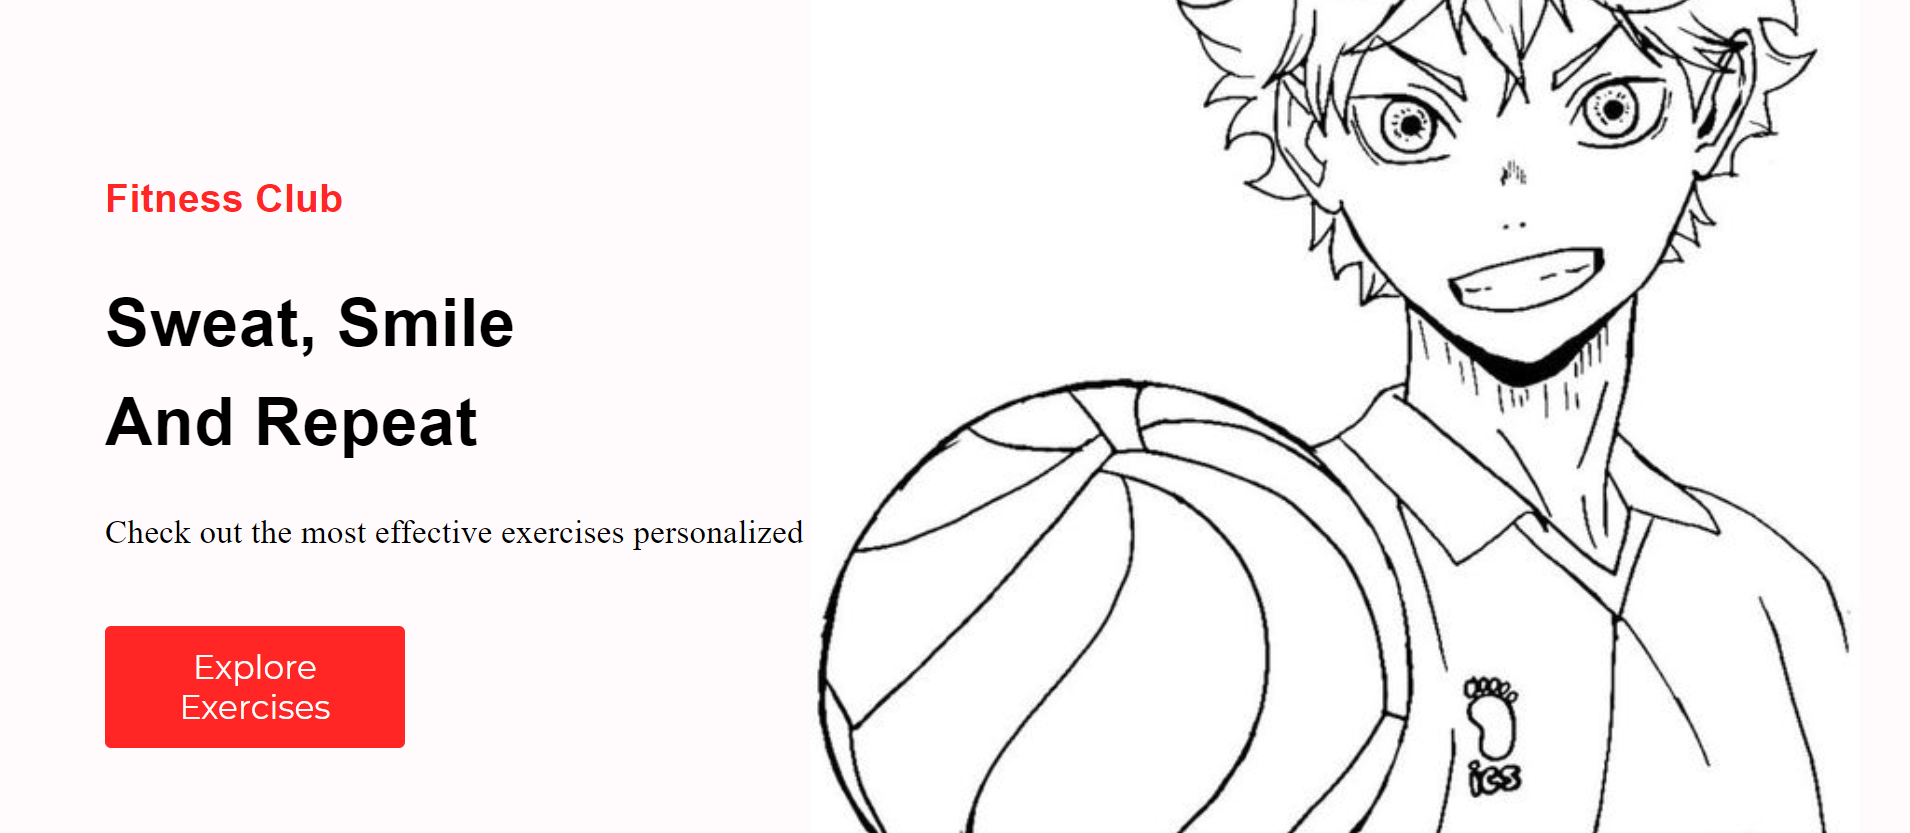 Fitness Club
Sweat, Smile
And Repeat
Check out the most effective exercises personalized
Explore
Exercises
ics